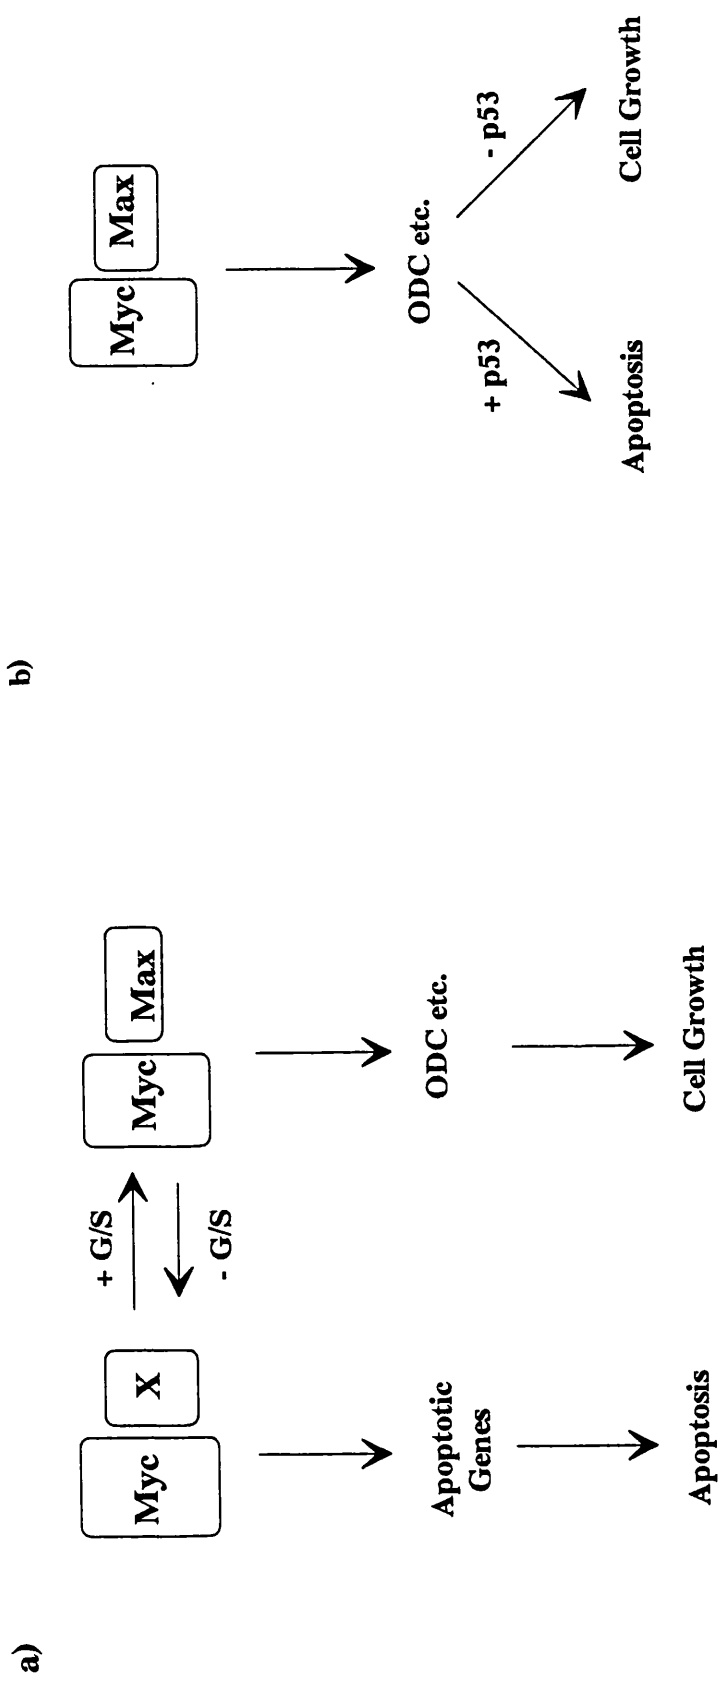 a)
Myc
X
+ G/S
- G/S
Myc
Max
Apoptotic
Genes
ODC etc.
Apoptosis
Cell Growth
b)
Myc
Max
ODC etc.
+ p53
- p53
Apoptosis
Cell Growth